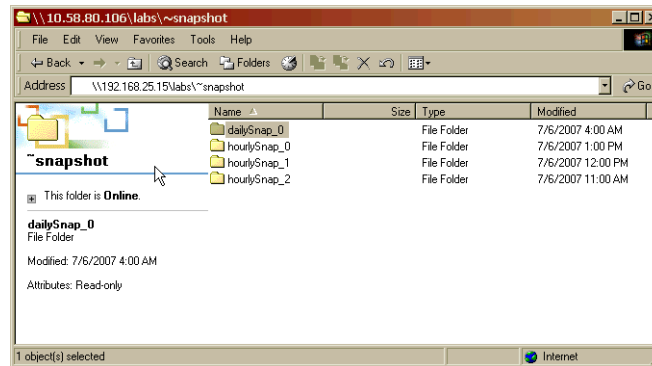 \\10.58.80.106\labs\~snapshot
File Edit View Favorites Tools Help
Back Search Folders
Address \\192.168.25.15\labs\~snapshot Go
Name Size Type Modified
dailySnap_0 File Folder 7/6/2007 4:00 AM
hourlySnap_0 File Folder 7/6/2007 1:00 PM
hourlySnap_1 File Folder 7/6/2007 12:00 PM
hourlySnap_2 File Folder 7/6/2007 11:00 AM
~snapshot
This folder is Online.
dailySnap_0
File Folder
Modified: 7/6/2007 4:00 AM
Attributes: Read-only
1 object(s) selected Internet